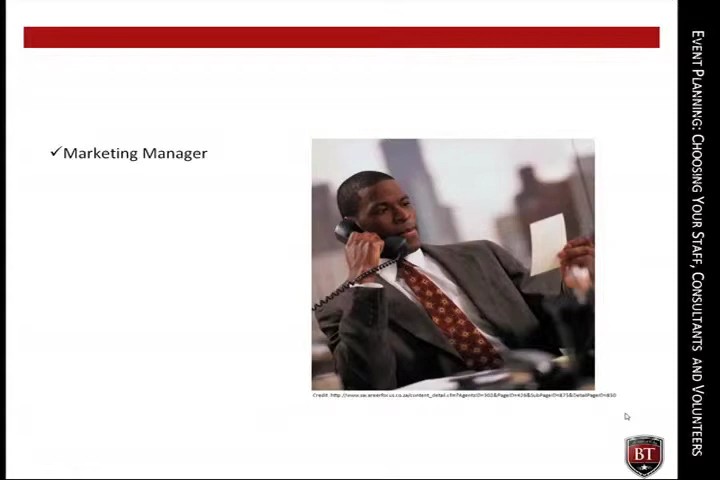 ✓Marketing Manager
EVENT PLANNING: CHOOSING YOUR STAFF, CONSULTANTS AND VOLUNTEERS
BT